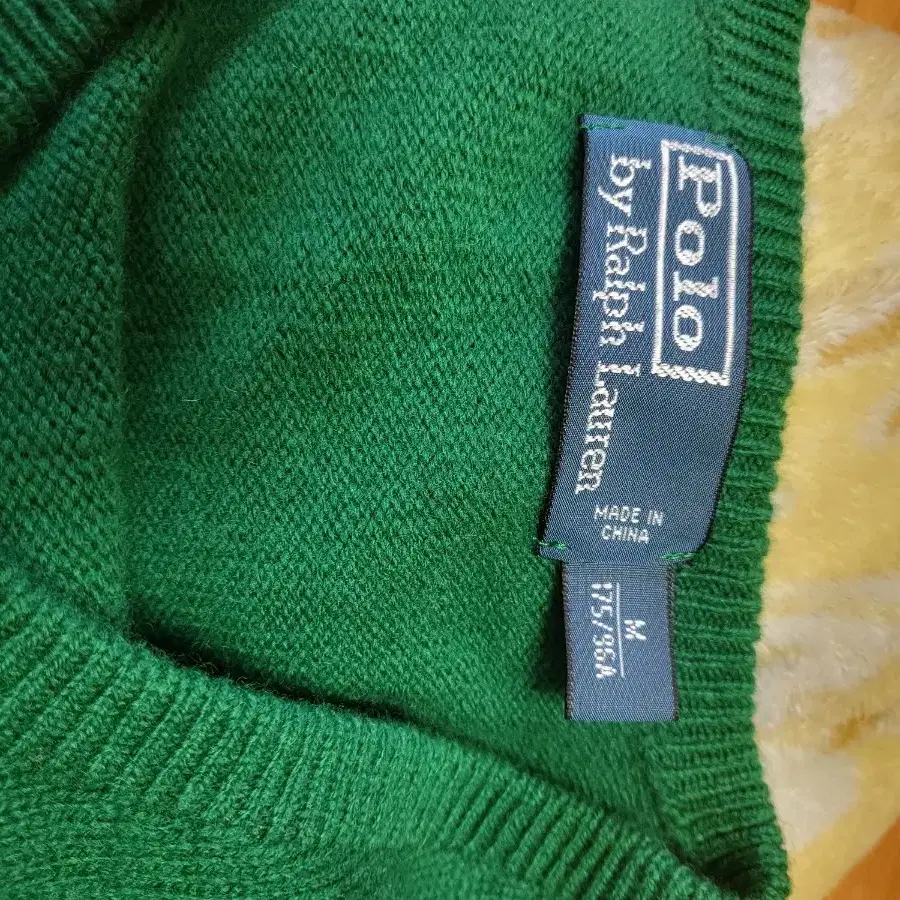 Polo
by Ralph Lauren
MADE IN
CHINA
M
175/96A